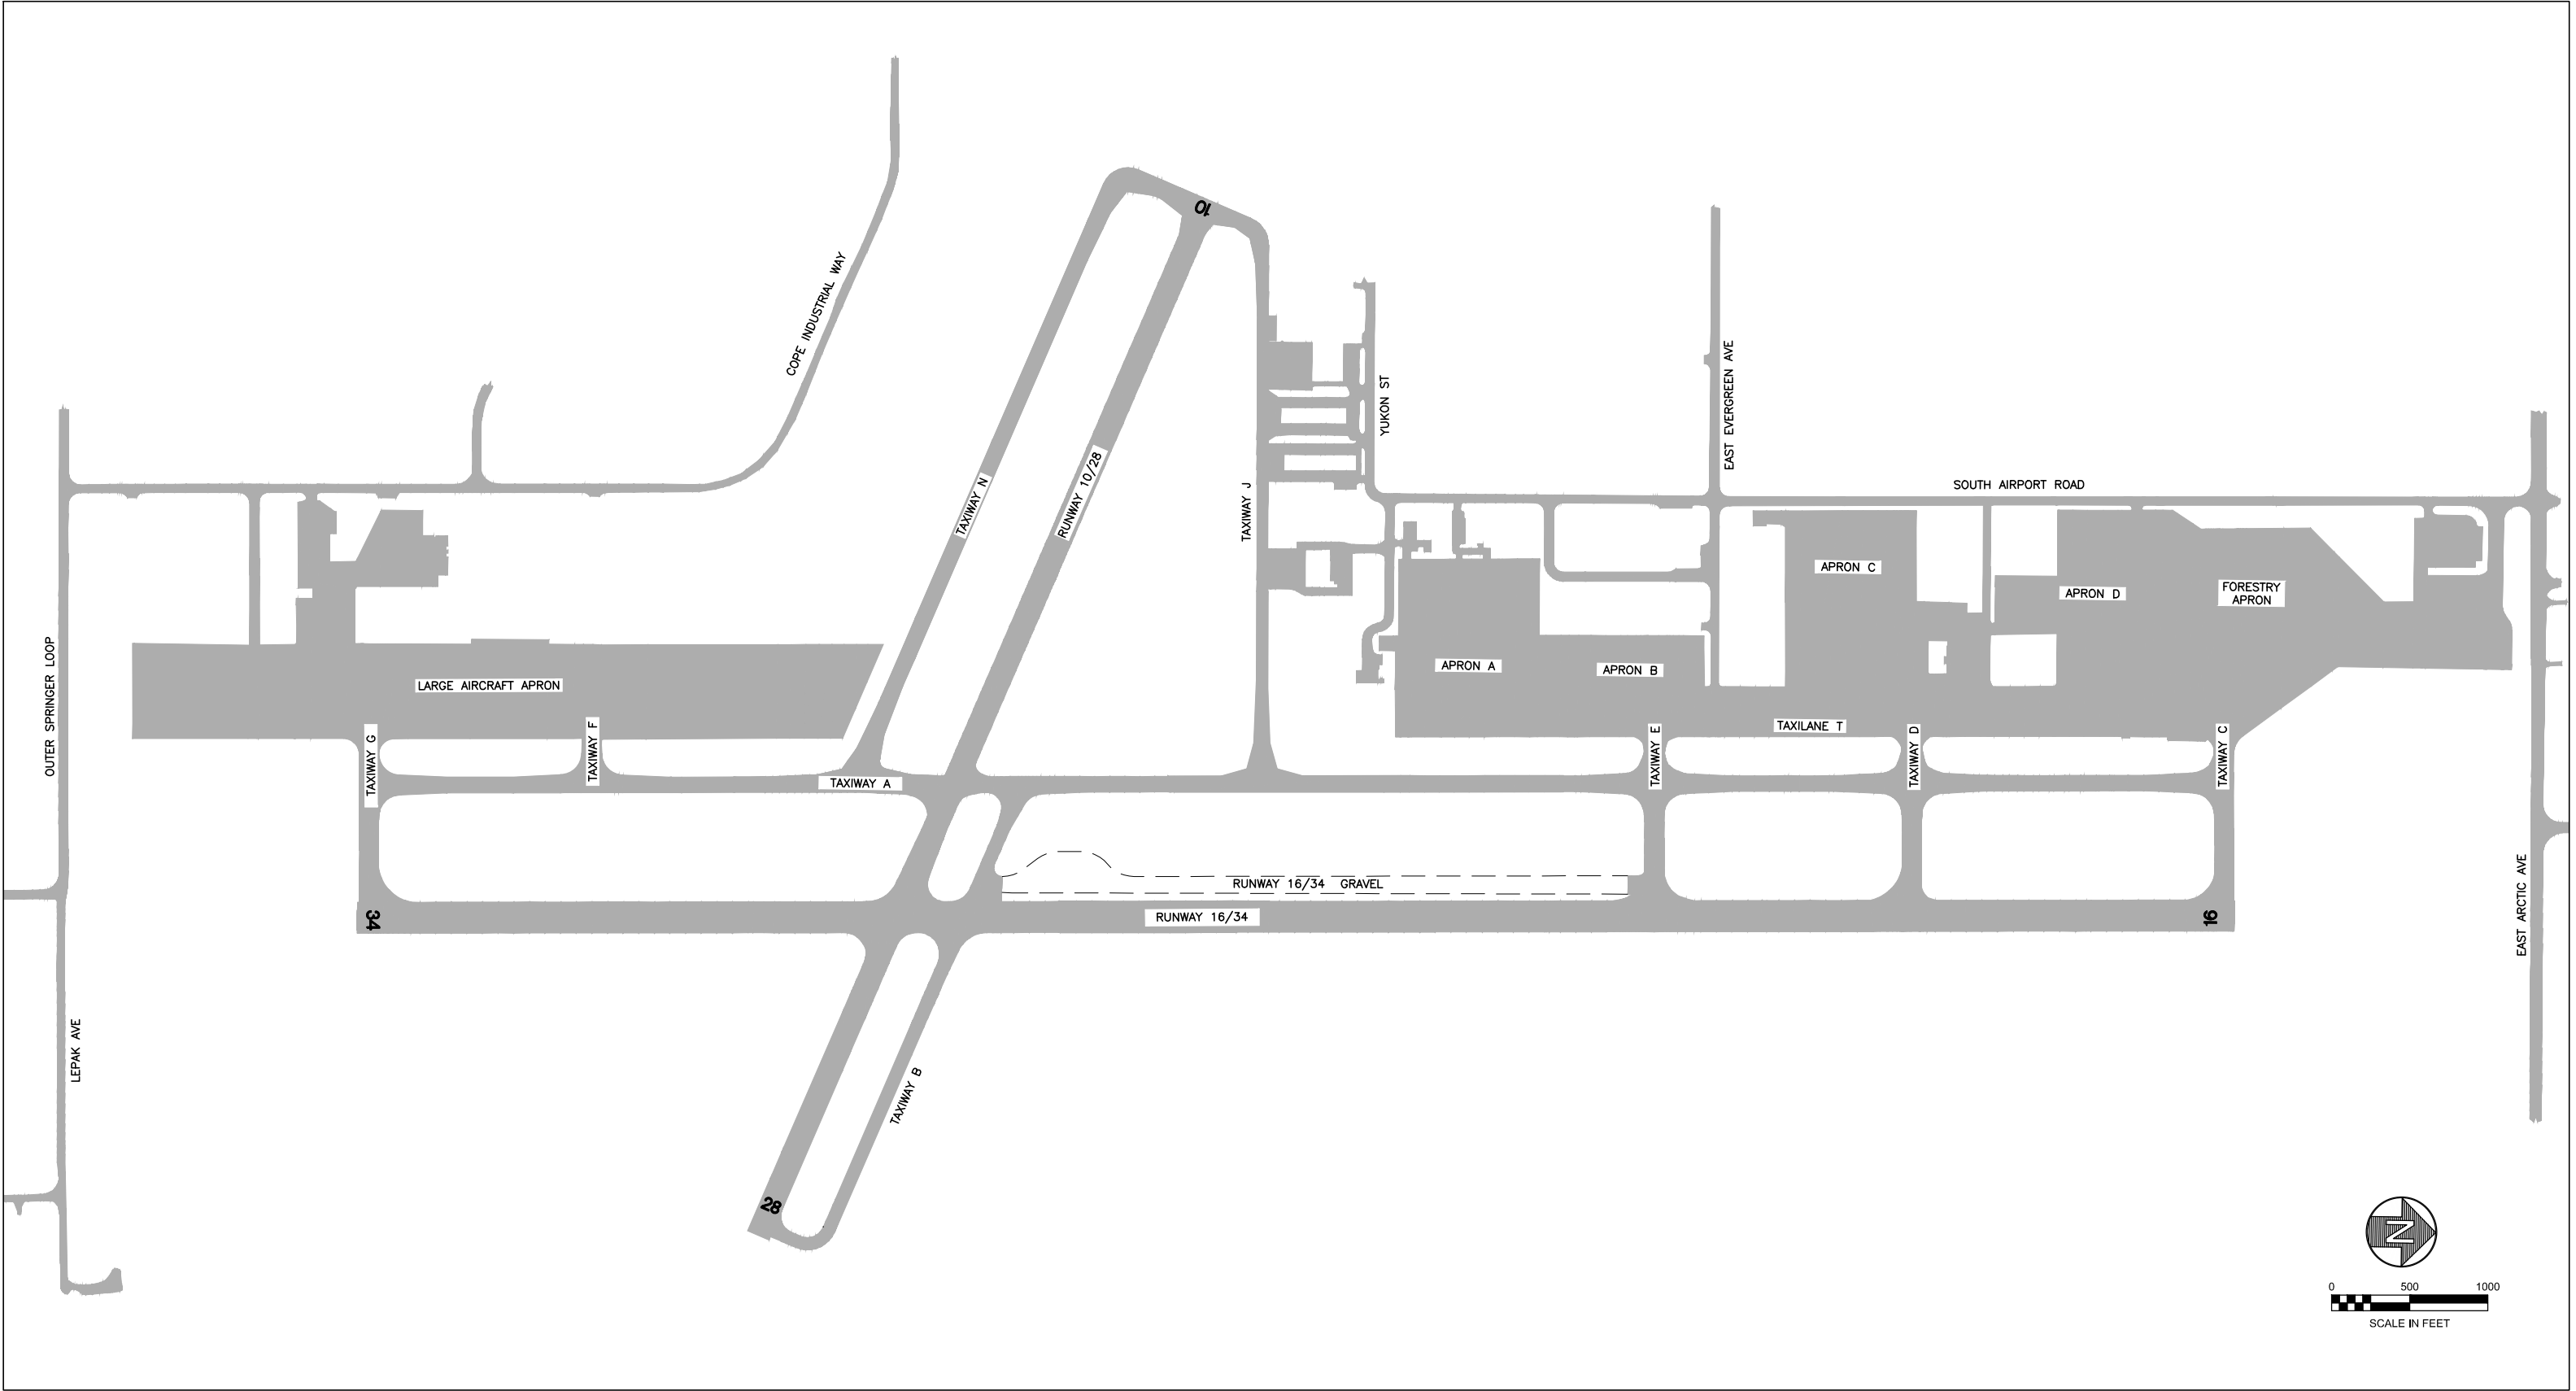 10
COPE INDUSTRIAL WAY
YUKON ST
EAST EVERGREEN AVE
TAXIWAY N
RUNWAY 10/28
TAXIWAY J
SOUTH AIRPORT ROAD
APRON C
APRON D
FORESTRY
APRON
OUTER SPRINGER LOOP
LARGE AIRCRAFT APRON
APRON A
APRON B
TAXIWAY G
TAXIWAY F
TAXILANE T
TAXIWAY E
TAXIWAY D
TAXIWAY C
TAXIWAY A
RUNWAY 16/34 GRAVEL
34
RUNWAY 16/34
16
EAST ARCTIC AVE
LEPAK AVE
TAXIWAY B
28
N
0 500 1000
SCALE IN FEET